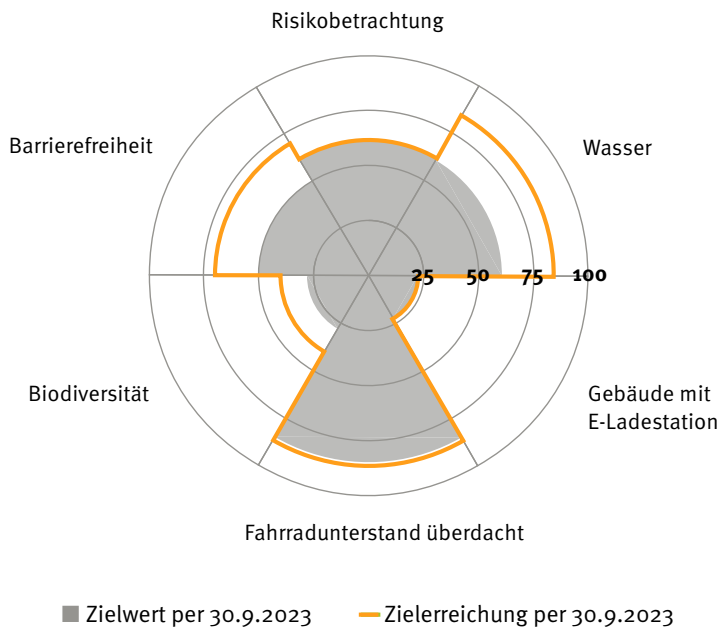 Risikobetrachtung
Barrierefreiheit
Wasser
25 50 75 100
Biodiversität
Gebäude mit
E-Ladestation
Fahrradunterstand überdacht
Zielwert per 30.9.2023
Zielerreichung per 30.9.2023